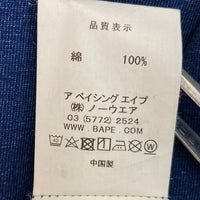 品質表示
綿 100%
ア ベイシング エイプ
(株) ノーウエア
03 (5772) 2524
WWW.BAPE.COM
中国製